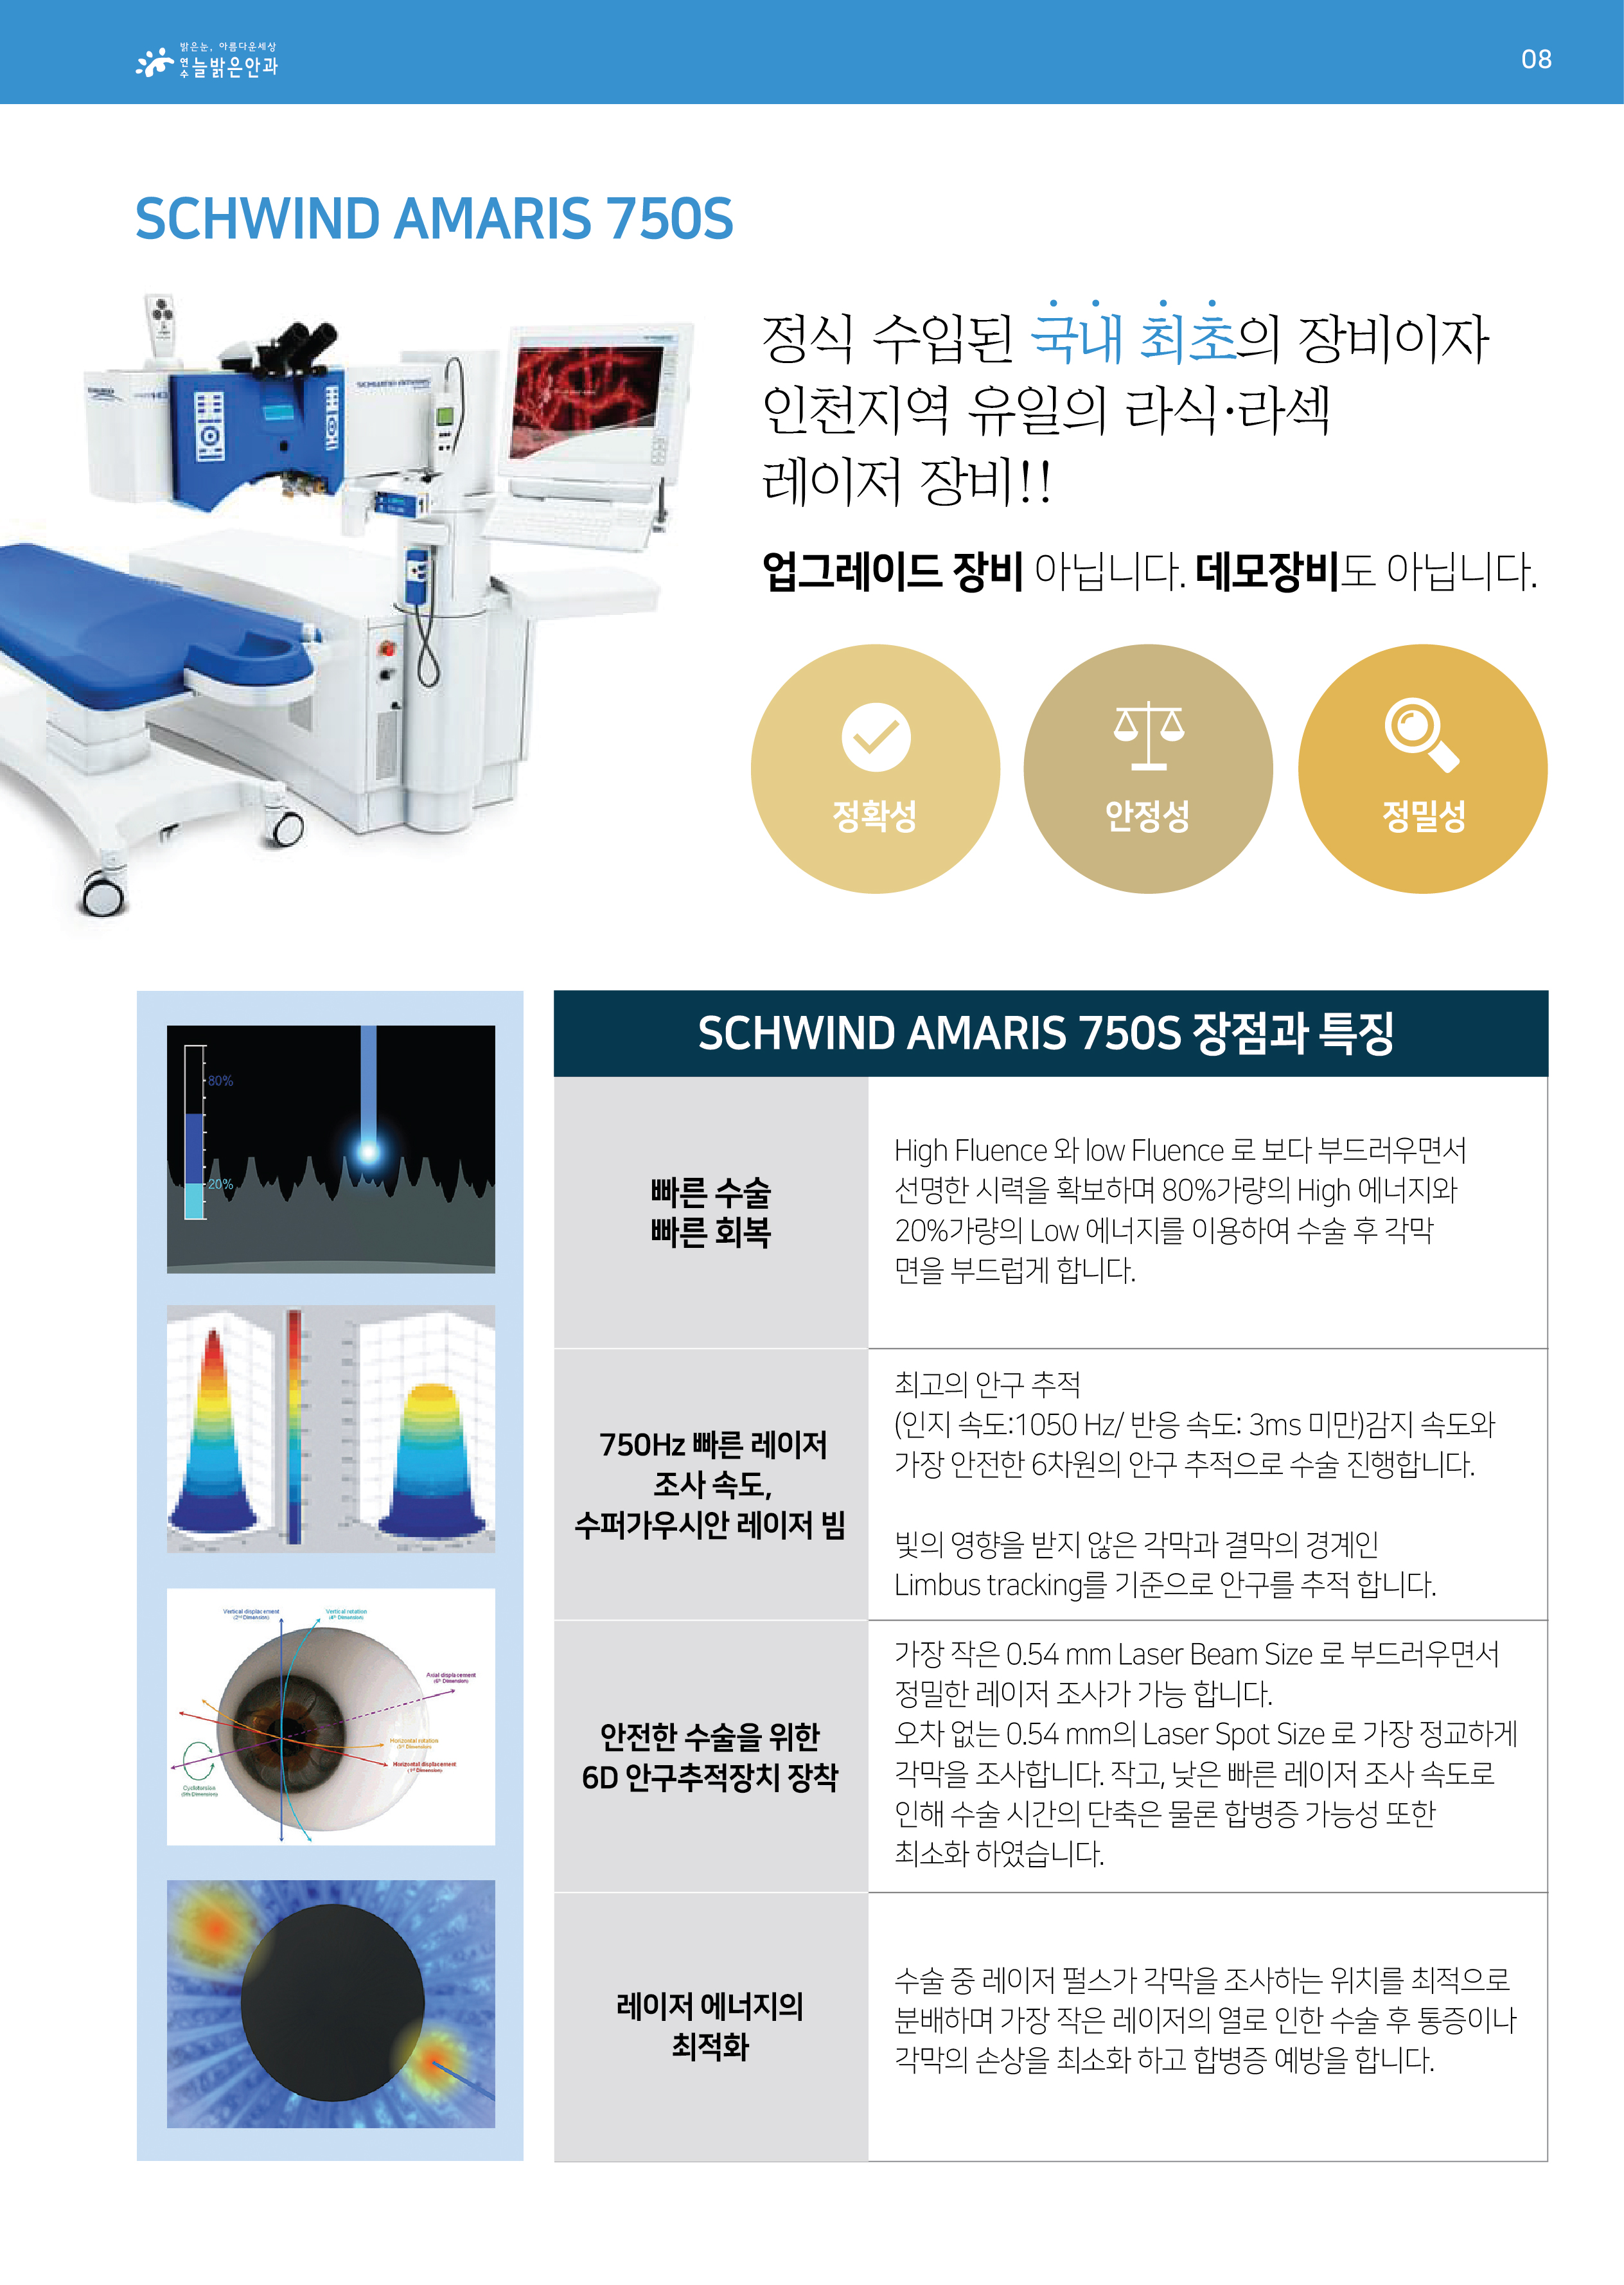 밝은눈, 아름다운세상
연수 늘밝은안과
08
SCHWIND AMARIS 750S
정식 수입된 국내 최초의 장비이자
인천지역 유일의 라식·라섹
레이저 장비!!
업그레이드 장비 아닙니다. 데모장비도 아닙니다.
정확성
안정성
정밀성
80%
20%
Vertical displacement
(2nd Dimension)
Vertical rotation
(4th Dimension)
Axial displacement
(6th Dimension)
Horizontal rotation
(3rd Dimension)
Horizontal displacement
(1st Dimension)
Cyclotorsion
(5th Dimension)
SCHWIND AMARIS 750S 장점과 특징
빠른 수술
빠른 회복
High Fluence 와 low Fluence 로 보다 부드러우면서
선명한 시력을 확보하며 80%가량의 High 에너지와
20%가량의 Low 에너지를 이용하여 수술 후 각막
면을 부드럽게 합니다.
750Hz 빠른 레이저
조사 속도,
수퍼가우시안 레이저 빔
최고의 안구 추적
(인지 속도:1050 Hz/ 반응 속도: 3ms 미만)감지 속도와
가장 안전한 6차원의 안구 추적으로 수술 진행합니다.
빛의 영향을 받지 않은 각막과 결막의 경계인
Limbus tracking를 기준으로 안구를 추적 합니다.
안전한 수술을 위한
6D 안구추적장치 장착
가장 작은 0.54 mm Laser Beam Size 로 부드러우면서
정밀한 레이저 조사가 가능 합니다.
오차 없는 0.54 mm의 Laser Spot Size 로 가장 정교하게
각막을 조사합니다. 작고, 낮은 빠른 레이저 조사 속도로
인해 수술 시간의 단축은 물론 합병증 가능성 또한
최소화 하였습니다.
레이저 에너지의
최적화
수술 중 레이저 펄스가 각막을 조사하는 위치를 최적으로
분배하며 가장 작은 레이저의 열로 인한 수술 후 통증이나
각막의 손상을 최소화 하고 합병증 예방을 합니다.